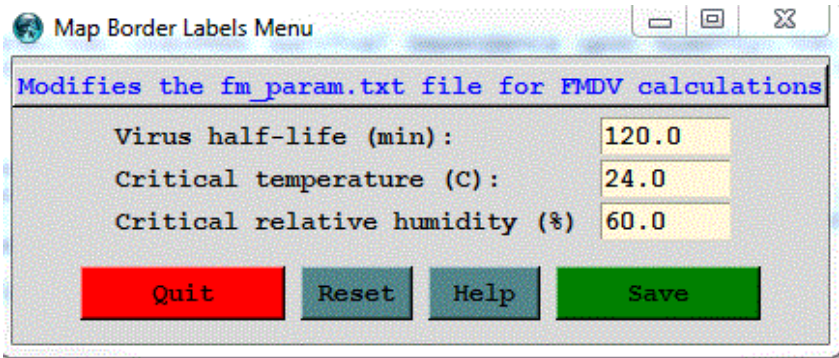 Map Border Labels Menu
Modifies the fm_param.txt file for FMDV calculations
Virus half-life (min): 120.0
Critical temperature (C): 24.0
Critical relative humidity (%) 60.0
Quit Reset Help Save